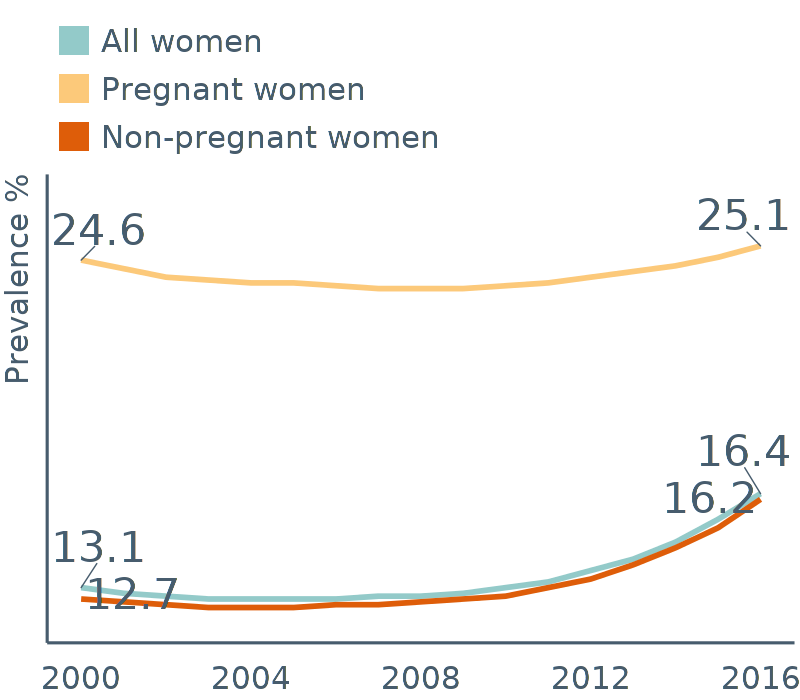 All women
Pregnant women
Non-pregnant women
Prevalence %
24.6
25.1
16.4
16.2
13.1
12.7
2000 2004 2008 2012 2016